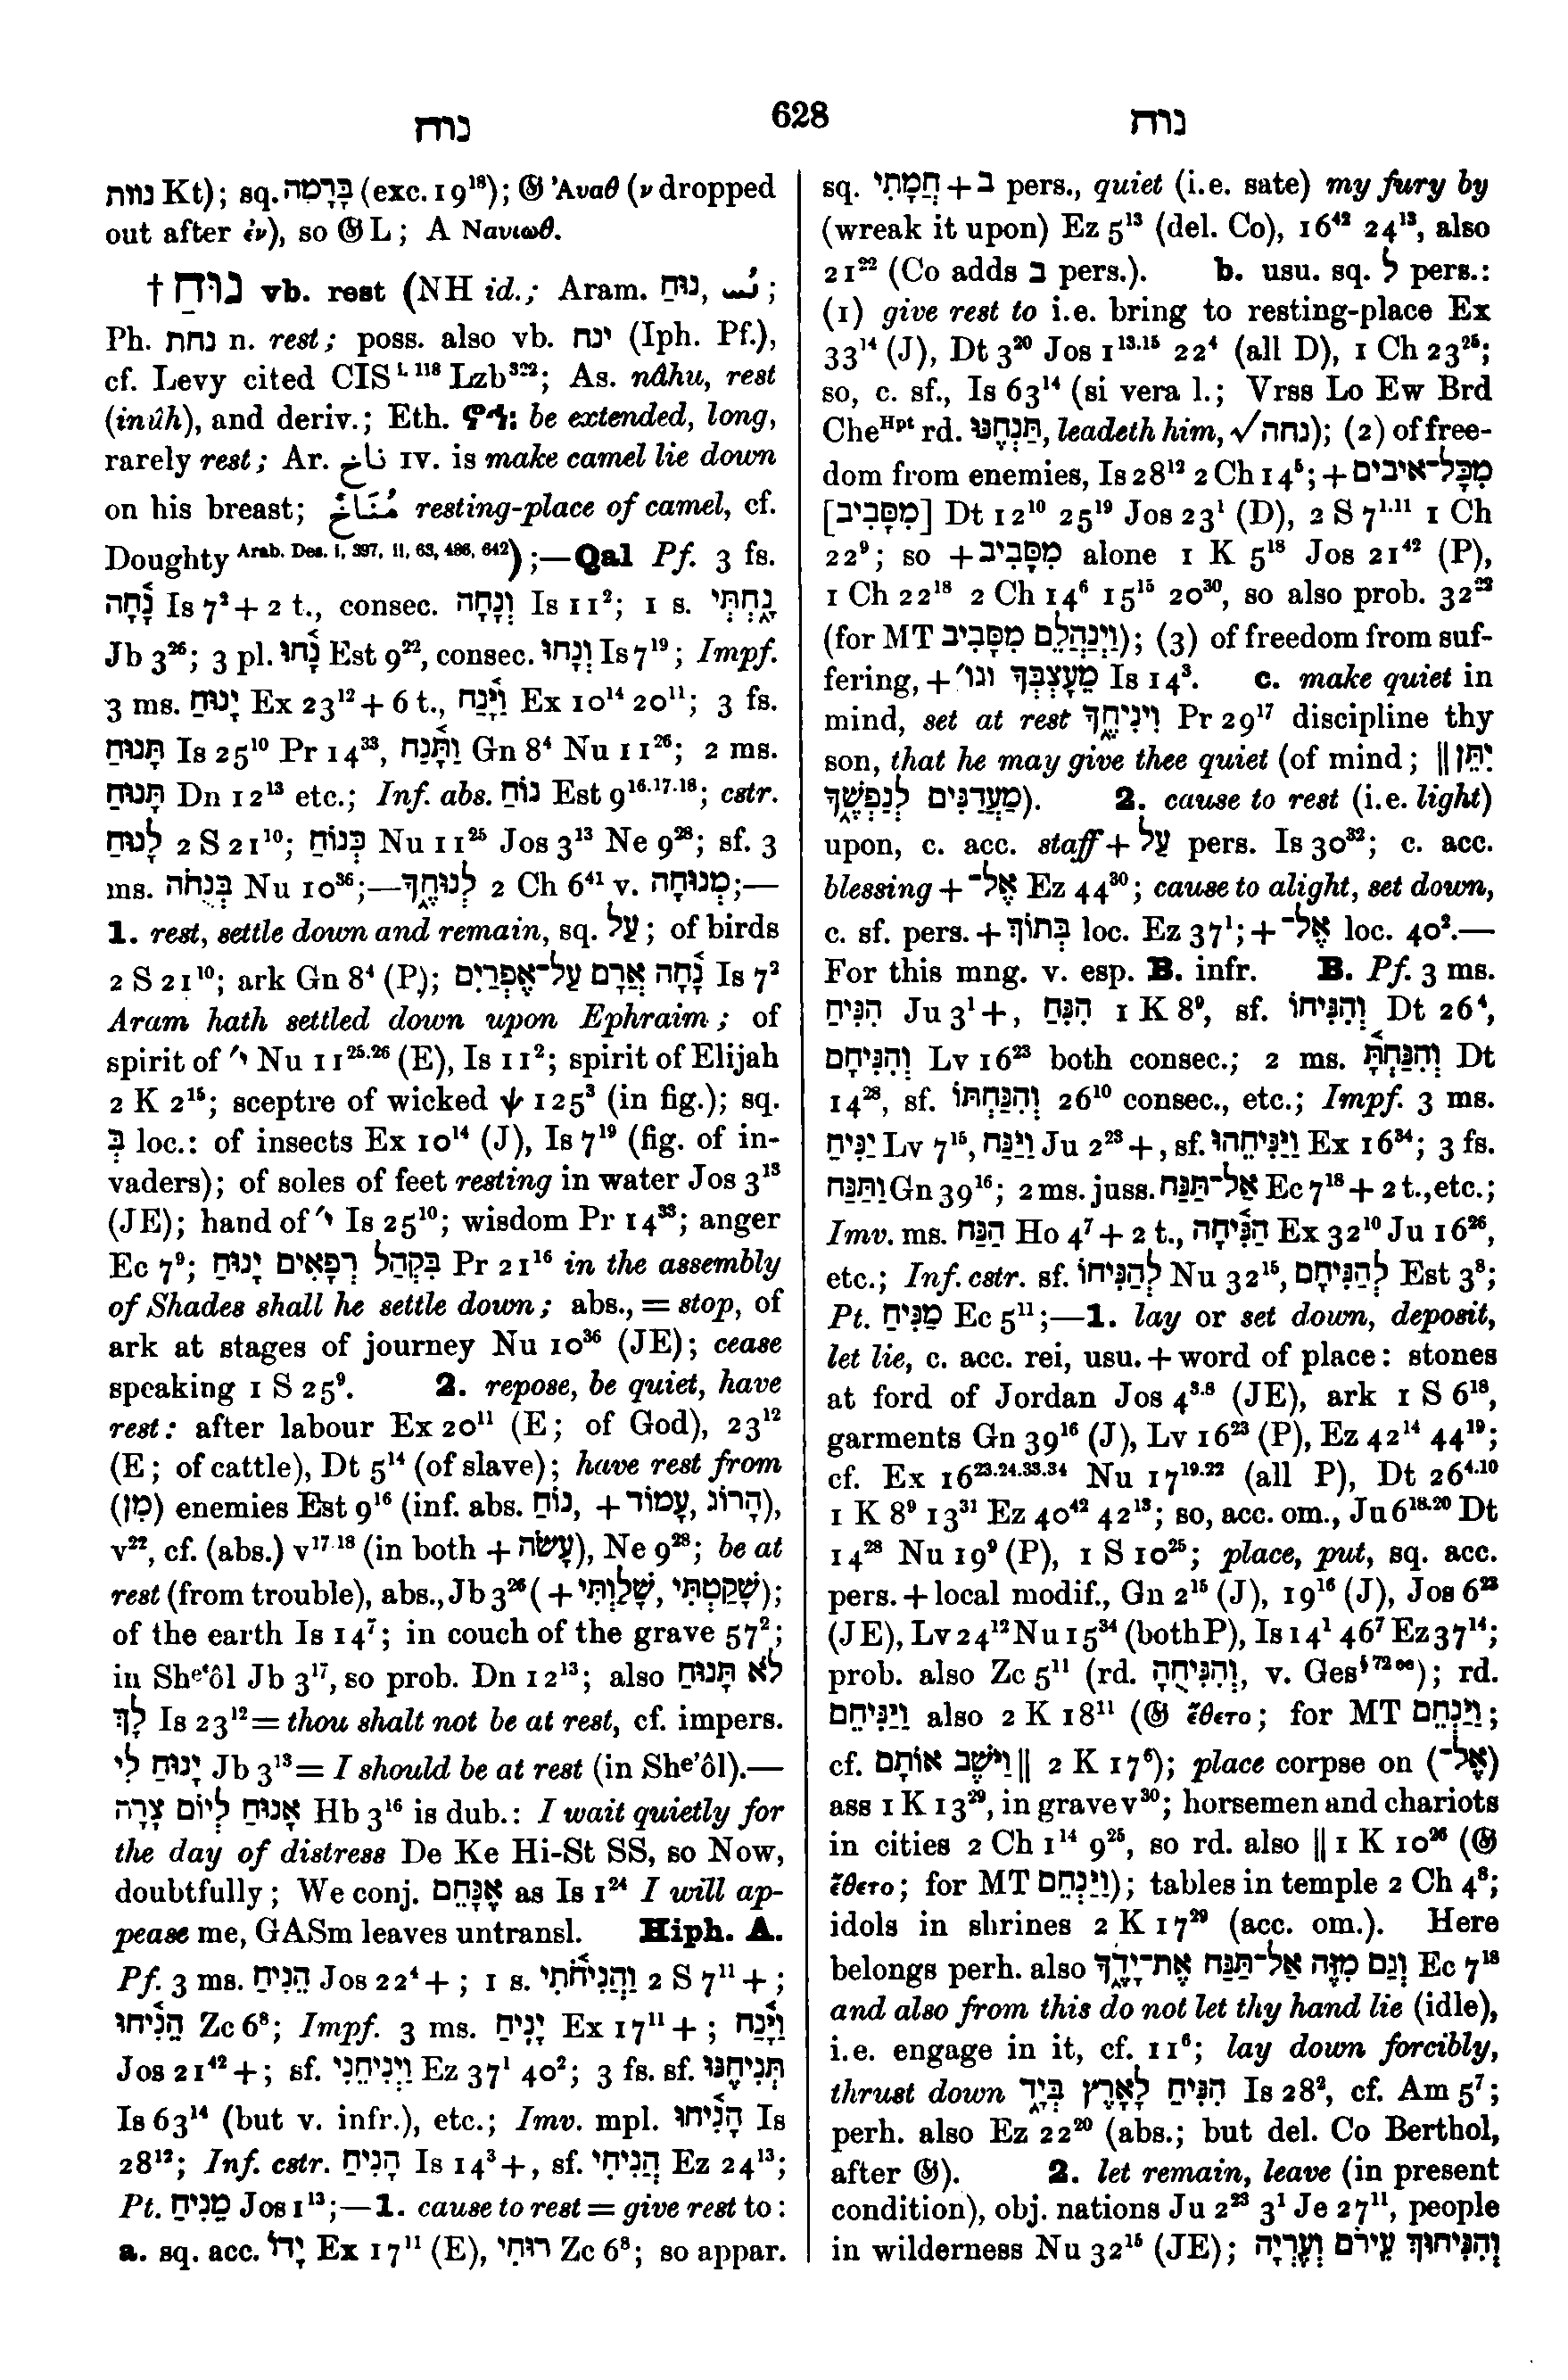 נוח 628 נוח
נווח Kt); sq. בָּרָמָה (exc. 19¹⁸); 𝔊 Ἀναθ (ν dropped
out after ἐν), so 𝔊L; A Ναυιωθ.
† נוּחַ vb. rest (NH id.; Aram. נוּחַ, ;
Ph. נחת n. rest; poss. also vb. ינח (Iph. Pf.),
cf. Levy cited CIS ⁱ·¹¹⁸ Lzb³²²; As. nâḫu, rest
(inûḫ), and deriv.; Eth. be extended, long,
rarely rest; Ar. ناخ IV. is make camel lie down
on his breast; مُنَاخٌ resting-place of camel, cf.
Doughty ᴬʳᵃᵇ· ᴰᵉˢ· ⁱ, ³⁹⁷, ⁱⁱ, ⁶³, ⁴⁸⁶, ⁶⁴²);—Qal Pf. 3 fs.
נָ֫חָה Is 7² + 2 t., consec. וְנָחָה Is 11²; 1 s. נָחְתִּי
Jb 3²⁶; 3 pl. נָ֫חוּ Est 9²², consec. וְנָחוּ Is 7¹⁹; Impf.
3 ms. יָנוּחַ Ex 23¹² + 6 t., וַיָּ֫נַח Ex 10¹⁴ 20¹¹; 3 fs.
תָּנוּחַ Is 25¹⁰ Pr 14³³, וַתָּ֫נַח Gn 8⁴ Nu 11²⁶; 2 ms.
תָּנוּחַ Dn 12¹³ etc.; Inf. abs. נוֹחַ Est 9¹⁶·¹⁷·¹⁸; cstr.
לָנוּחַ 2 S 21¹⁰; כְּנוֹחַ Nu 11²⁵ Jos 3¹³ Ne 9²⁸; sf. 3
ms. בְּנֻחֹה Nu 10³⁶;—לְנוּחֶךָ 2 Ch 6⁴¹ v. מְנוּחָה;—
1. rest, settle down and remain, sq. עַל; of birds
2 S 21¹⁰; ark Gn 8⁴ (P); נָ֫חָה אֲרָם עַל־אֶפְרָיִם Is 7²
Aram hath settled down upon Ephraim; of
spirit of י׳ Nu 11²⁵·²⁶ (E), Is 11²; spirit of Elijah
2 K 2¹⁵; sceptre of wicked ψ 125³ (in fig.); sq.
בְּ loc.: of insects Ex 10¹⁴ (J), Is 7¹⁹ (fig. of in-
vaders); of soles of feet resting in water Jos 3¹³
(JE); hand of י׳ Is 25¹⁰; wisdom Pr 14³³; anger
Ec 7⁹; בִּקְהַל רְפָאִים יָנוּחַ Pr 21¹⁶ in the assembly
of Shades shall he settle down; abs., = stop, of
ark at stages of journey Nu 10³⁶ (JE); cease
speaking 1 S 25⁹. 2. repose, be quiet, have
rest: after labour Ex 20¹¹ (E; of God), 23¹²
(E; of cattle), Dt 5¹⁴ (of slave); have rest from
(מִן) enemies Est 9¹⁶ (inf. abs. נוֹחַ, + עָמוֹד, הָרוֹג),
v²², cf. (abs.) v¹⁷·¹⁸ (in both + עָשֹׂה), Ne 9²⁸; be at
rest (from trouble), abs., Jb 3²⁶ (+ שָׁלַוְתִּי, שָׁקַטְתִּי);
of the earth Is 14⁷; in couch of the grave 57²;
in Sheʿôl Jb 3¹⁷, so prob. Dn 12¹³; also לֹא תָּנוּחַ
לָךְ Is 23¹² = thou shalt not be at rest, cf. impers.
יָנוּחַ לִי Jb 3¹³ = I should be at rest (in Sheʾôl).—
אָנוּחַ לְיוֹם צָרָה Hb 3¹⁶ is dub.: I wait quietly for
the day of distress De Ke Hi-St SS, so Now,
doubtfully; We conj. אֶנָּחֵם as Is 1²⁴ I will ap-
pease me, GASm leaves untransl. Hiph. A.
Pf. 3 ms. הֵנִיחַ Jos 22⁴ +; 1 s. וַהֲנִיחֹ֫תִי 2 S 7¹¹ +;
הֵנִ֫יחוּ Zc 6⁸; Impf. 3 ms. יָנִיחַ Ex 17¹¹ +; וַיָּ֫נַח
Jos 21⁴² +; sf. וַיְנִיחֵנִי Ez 37¹ 40²; 3 fs. sf. תְּנִיחֶנּוּ
Is 63¹⁴ (but v. infr.), etc.; Imv. mpl. הָנִ֫יחוּ Is
28¹²; Inf. cstr. הָנִיחַ Is 14³ +, sf. הֲנִיחִי Ez 24¹³;
Pt. מֵנִיחַ Jos 1¹³;—1. cause to rest = give rest to:
a. sq. acc. יָדוֹ Ex 17¹¹ (E), רוּחִי Zc 6⁸; so appar.
sq. חֲמָתִי + בְּ pers., quiet (i.e. sate) my fury by
(wreak it upon) Ez 5¹³ (del. Co), 16⁴² 24¹³, also
21²² (Co adds ב pers.). b. usu. sq. לְ pers.:
(1) give rest to i.e. bring to resting-place Ex
33¹⁴ (J), Dt 3²⁰ Jos 1¹³·¹⁵ 22⁴ (all D), 1 Ch 23²⁵;
so, c. sf., Is 63¹⁴ (si vera l.; Vrss Lo Ew Brd
Cheᴴᵖᵗ rd. תַּנְחֶנּוּ, leadeth him, √נחה); (2) of free-
dom from enemies, Is 28¹² 2 Ch 14⁵; + מִכָּל־אֹיְבִים
[מִסָּבִיב] Dt 12¹⁰ 25¹⁹ Jos 23¹ (D), 2 S 7¹·¹¹ 1 Ch
22⁹; so + מִסָּבִיב alone 1 K 5¹⁸ Jos 21⁴² (P),
1 Ch 22¹⁸ 2 Ch 14⁶ 15¹⁵ 20³⁰, so also prob. 32²²
(for MT וַיְנַהֲלֵם מִסָּבִיב); (3) of freedom from suf-
fering, + מֵעָצְבְּךָ וגו׳ Is 14³. c. make quiet in
mind, set at rest וִינִיחֶךָ Pr 29¹⁷ discipline thy
son, that he may give thee quiet (of mind; ‖ יִתֵּן
מַעֲדַנִּים לְנַפְשֶׁךָ). 2. cause to rest (i.e. light)
upon, c. acc. staff + עַל pers. Is 30³²; c. acc.
blessing + אֶל־ Ez 44³⁰; cause to alight, set down,
c. sf. pers. + בְּתוֹךְ loc. Ez 37¹; + אֶל־ loc. 40².—
For this mng. v. esp. B. infr. B. Pf. 3 ms.
הִנִּיחַ Ju 3¹ +, הִנִּחַ 1 K 8⁹, sf. וְהִנִּיחוֹ Dt 26⁴,
וְהִנִּיחָם Lv 16²³ both consec.; 2 ms. וְהִנַּחְתָּ֫ Dt
14²⁸, sf. וְהִנַּחְתּוֹ 26¹⁰ consec., etc.; Impf. 3 ms.
יַנִּיחַ Lv 7¹⁵, וַיַּנַּח Ju 2²³ +, sf. וַיַּנִּיחֵהוּ Ex 16³⁴; 3 fs.
וַתַּנַּח Gn 39¹⁶; 2 ms. juss. אַל־תַּנַּח Ec 7¹⁸ + 2 t., etc.;
Imv. ms. הַנַּח Ho 4⁷ + 2 t., הַנִּ֫יחָה Ex 32¹⁰ Ju 16²⁶,
etc.; Inf. cstr. sf. לְהַנִּיחוֹ Nu 32¹⁵, לְהַנִּיחָם Est 3⁸;
Pt. מַנִּיחַ Ec 5¹¹;—1. lay or set down, deposit,
let lie, c. acc. rei, usu. + word of place: stones
at ford of Jordan Jos 4³·⁸ (JE), ark 1 S 6¹⁸,
garments Gn 39¹⁶ (J), Lv 16²³ (P), Ez 42¹⁴ 44¹⁹;
cf. Ex 16²³·²⁴·³³·³⁴ Nu 17¹⁹·²² (all P), Dt 26⁴·¹⁰
1 K 8⁹ 13³¹ Ez 40⁴² 42¹³; so, acc. om., Ju 6¹⁸·²⁰ Dt
14²⁸ Nu 19⁹ (P), 1 S 10²⁵; place, put, sq. acc.
pers. + local modif., Gn 2¹⁵ (J), 19¹⁶ (J), Jos 6²³
(JE), Lv 24¹² Nu 15³⁴ (both P), Is 14¹ 46⁷ Ez 37¹⁴;
prob. also Zc 5¹¹ (rd. וְהִנִּיחֻהָ, v. Ges§⁷²ᵉᵉ); rd.
וַיַּנִּיחֵם also 2 K 18¹¹ (𝔊 ἔθετο; for MT וַיַּנְחֵם;
cf. וַיֹּשֶׁב אוֹתָם ‖ 2 K 17⁶); place corpse on (אֶל־)
ass 1 K 13²⁹, in grave v³⁰; horsemen and chariots
in cities 2 Ch 1¹⁴ 9²⁵, so rd. also ‖ 1 K 10²⁶ (𝔊
ἔθετο; for MT וַיַּנְחֵם); tables in temple 2 Ch 4⁸;
idols in shrines 2 K 17²⁹ (acc. om.). Here
belongs perh. also וְגַם מִזֶּה אַל־תַּנַּח אֶת־יָדֶךָ Ec 7¹⁸
and also from this do not let thy hand lie (idle),
i.e. engage in it, cf. 11⁶; lay down forcibly,
thrust down הִנִּיחַ לָאָרֶץ בְּיָד Is 28², cf. Am 5⁷;
perh. also Ez 22²⁰ (abs.; but del. Co Berthol,
after 𝔊). 2. let remain, leave (in present
condition), obj. nations Ju 2²³ 3¹ Je 27¹¹, people
in wilderness Nu 32¹⁵ (JE); וְהִנִּיחוּךְ עֵירֹם וְעֶרְיָה